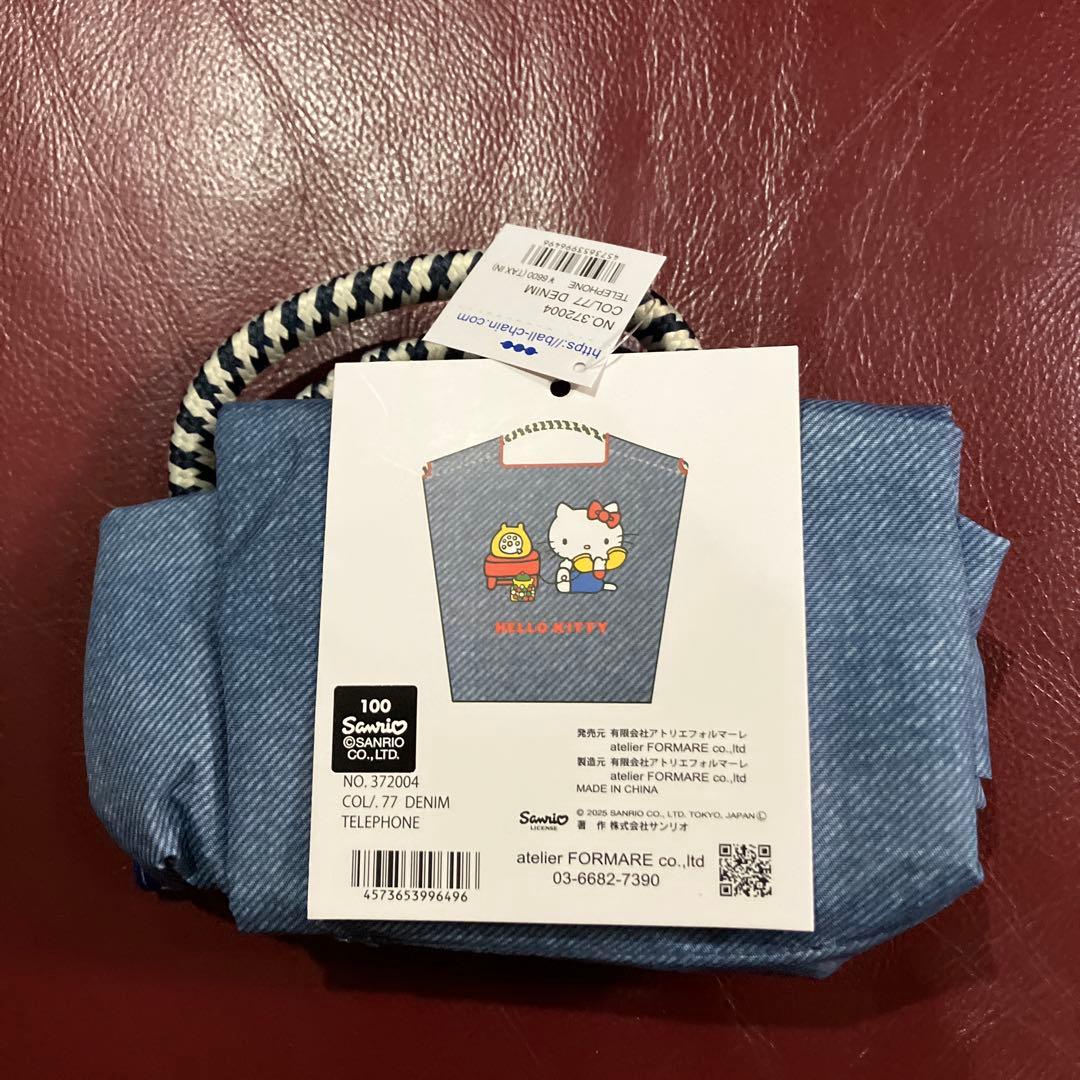 https://ball-chain.com
NO.372004
COL/77 DENIM
TELEPHONE
¥6600 (TAX IN)
4573653996496
HELLO KITTY
100
Sanrio
©SANRIO
CO., LTD.
NO. 372004
COL/. 77 DENIM
TELEPHONE
4573653996496
発売元 有限会社アトリエフォルマーレ
atelier FORMARE co.,ltd
製造元 有限会社アトリエフォルマーレ
atelier FORMARE co.,ltd
MADE IN CHINA
Sanrio
LICENSE
© 2025 SANRIO CO., LTD. TOKYO, JAPAN Ⓛ
著 作 株式会社サンリオ
atelier FORMARE co.,ltd
03-6682-7390